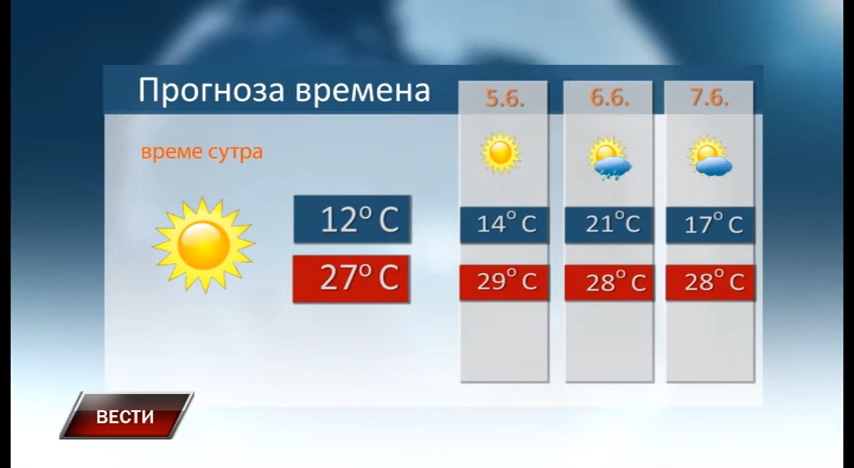 Прогноза времена
време сутра
12° C
27° C
5.6.
14° C
29° C
6.6.
21°C
28° C
7.6.
17° C
28° C
ВЕСТИ